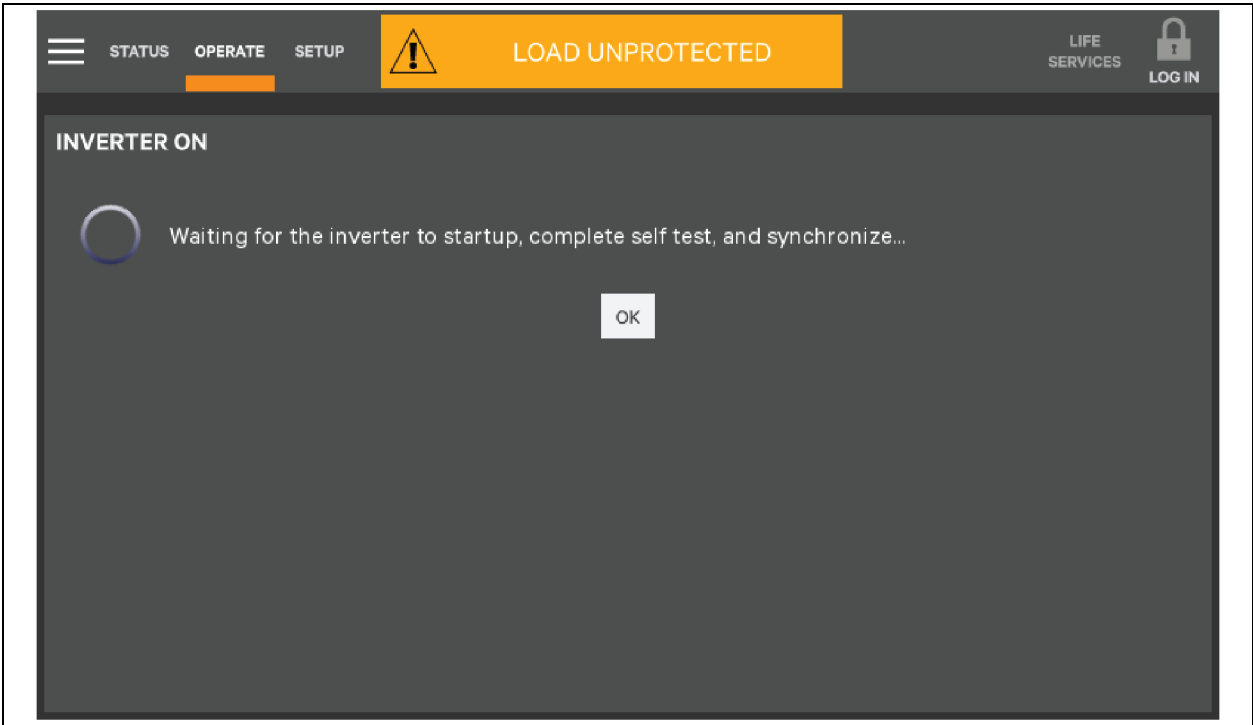 STATUS OPERATE SETUP
LOAD UNPROTECTED
LIFE
SERVICES
LOG IN
INVERTER ON
Waiting for the inverter to startup, complete self test, and synchronize...
OK